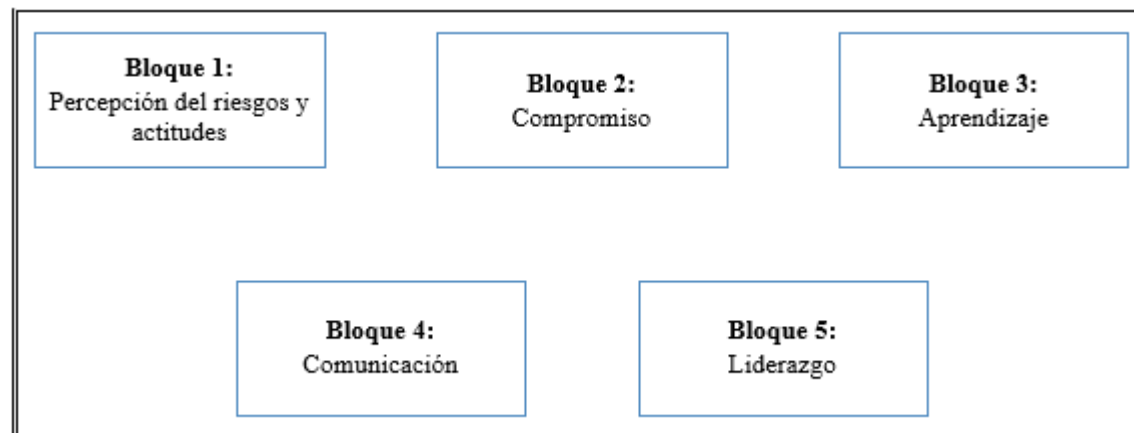 Bloque 1:
Percepción del riesgos y
actitudes
Bloque 2:
Compromiso
Bloque 3:
Aprendizaje
Bloque 4:
Comunicación
Bloque 5:
Liderazgo